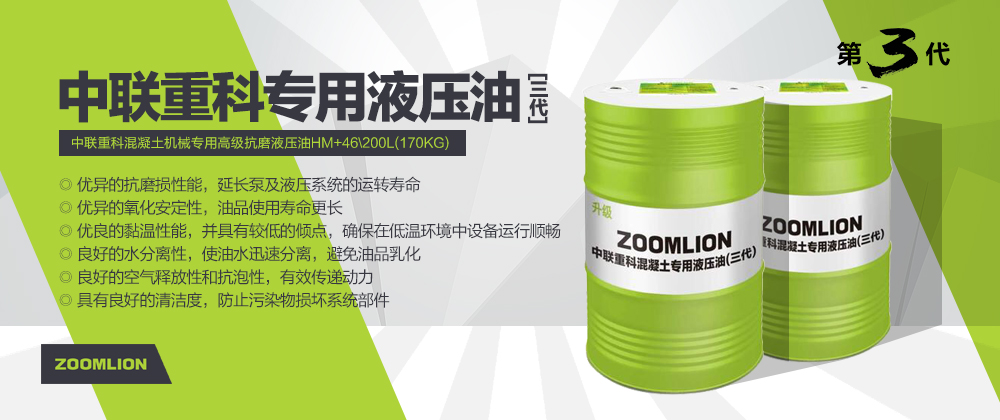 第3代
中联重科专用液压油[三代]
中联重科混凝土机械专用高级抗磨液压油HM+46\200L(170KG)
◎ 优异的抗磨损性能，延长泵及液压系统的运转寿命
◎ 优异的氧化安定性，油品使用寿命更长
◎ 优良的黏温性能，并具有较低的倾点，确保在低温环境中设备运行顺畅
◎ 良好的水分离性，使油水迅速分离，避免油品乳化
◎ 良好的空气释放性和抗泡性，有效传递动力
◎ 具有良好的清洁度，防止污染物损坏系统部件
ZOOMLION
升级
ZOOMLION
中联重科混凝土专用液压油(三代)
ZOOMLION
重科混凝土专用液压油(三代)